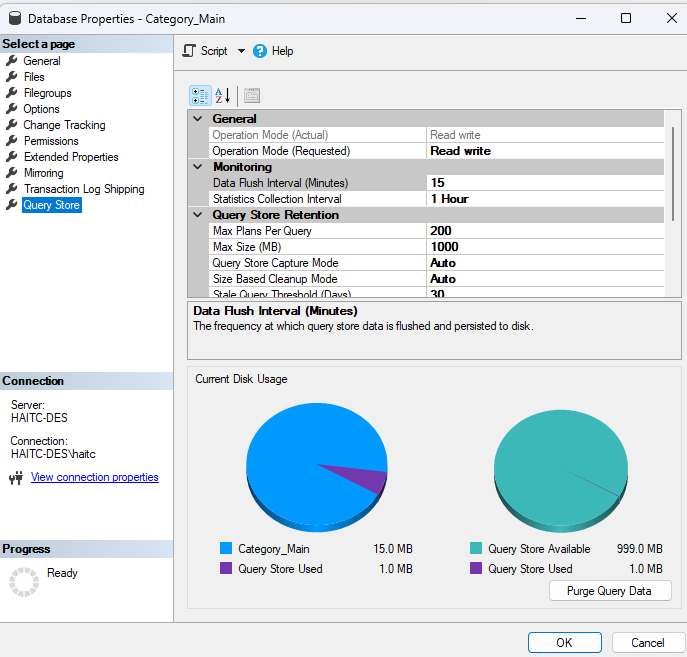 Database Properties - Category_Main
Select a page
General
Files
Filegroups
Options
Change Tracking
Permissions
Extended Properties
Mirroring
Transaction Log Shipping
Query Store
Connection
Server:
HAITC-DES
Connection:
HAITC-DES\haitc
View connection properties
Progress
Ready
Script
Help
General
Operation Mode (Actual) Read write
Operation Mode (Requested) Read write
Monitoring
Data Flush Interval (Minutes) 15
Statistics Collection Interval 1 Hour
Query Store Retention
Max Plans Per Query 200
Max Size (MB) 1000
Query Store Capture Mode Auto
Size Based Cleanup Mode Auto
Stale Query Threshold (Days) 30
Data Flush Interval (Minutes)
The frequency at which query store data is flushed and persisted to disk.
Current Disk Usage
Category_Main 15.0 MB
Query Store Used 1.0 MB
Query Store Available 999.0 MB
Query Store Used 1.0 MB
Purge Query Data
OK Cancel